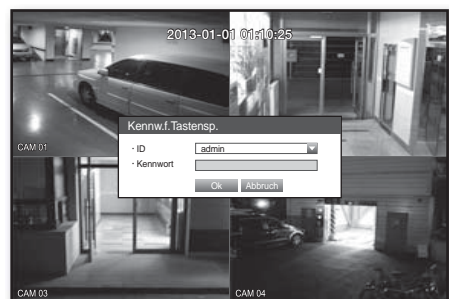 2013-01-01 01:10:25
CAM 01
Kennw.f.Tastensp.
- ID admin
- Kennwort
Ok Abbruch
CAM 03 CAM 04